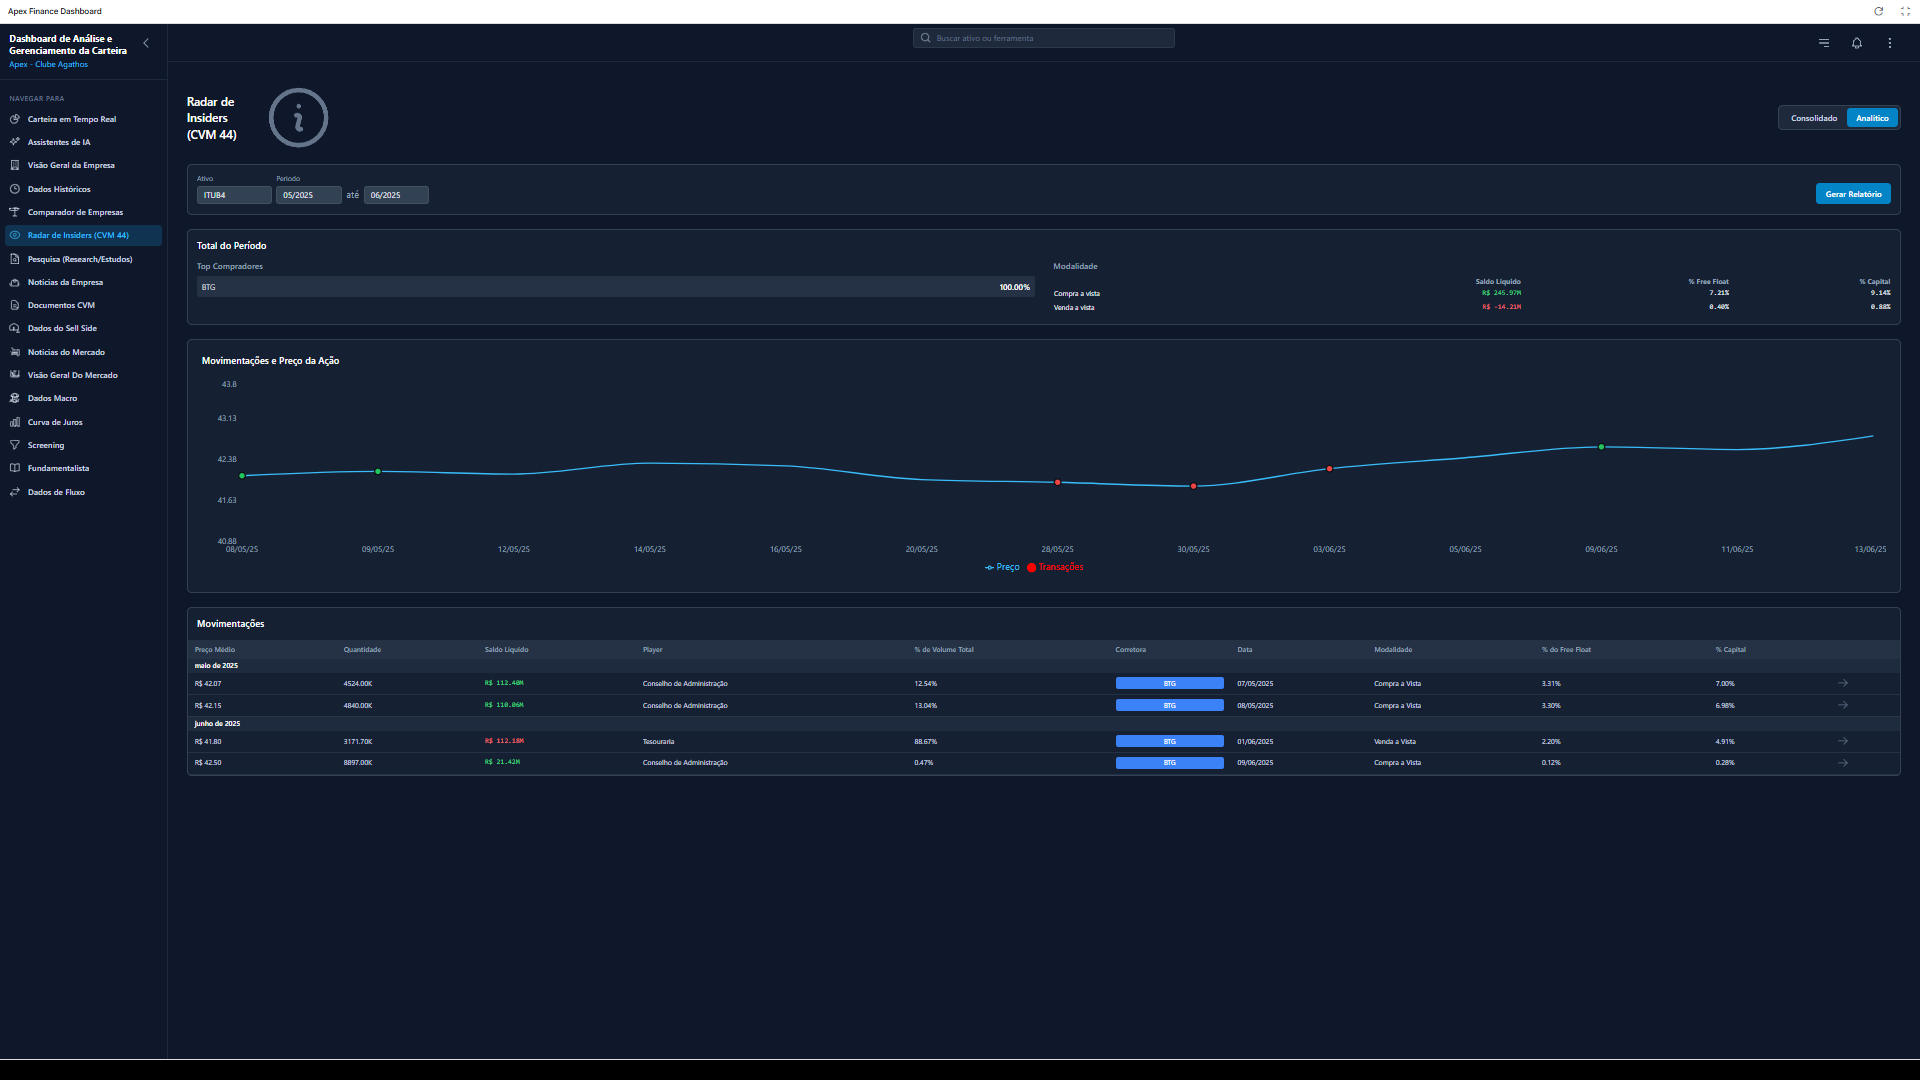 Apex Finance Dashboard
Dashboard de Análise e
Gerenciamento da Carteira
Apex - Clube Agathos
Buscar ativo ou ferramenta
NAVEGAR PARA
Carteira em Tempo Real
Assistentes de IA
Visão Geral da Empresa
Dados Históricos
Comparador de Empresas
Radar de Insiders (CVM 44)
Pesquisa (Research/Estudos)
Notícias da Empresa
Documentos CVM
Dados do Sell Side
Notícias do Mercado
Visão Geral Do Mercado
Dados Macro
Curva de Juros
Screening
Fundamentalista
Dados de Fluxo
Radar de
Insiders
(CVM 44)
Consolidado Analítico
Ativo Período
ITUB4 05/2025 até 06/2025
Gerar Relatório
Total do Período
Top Compradores
BTG 100.00%
Modalidade
Saldo Líquido % Free Float % Capital
Compra a vista R$ 245.97M 7.21% 9.14%
Venda a vista R$ -14.21M 0.40% 0.88%
Movimentações e Preço da Ação
43.8
43.13
42.38
41.63
40.88
08/05/25 09/05/25 12/05/25 14/05/25 16/05/25 20/05/25 28/05/25 30/05/25 03/06/25 05/06/25 09/06/25 11/06/25 13/06/25
Preço Transações
Movimentações
Preço Médio Quantidade Saldo Líquido Player % de Volume Total Corretora Data Modalidade % do Free Float % Capital
maio de 2025
R$ 42.07 4524.00K R$ 112.40M Conselho de Administração 12.54% BTG 07/05/2025 Compra a Vista 3.31% 7.00%
R$ 42.15 4840.00K R$ 110.06M Conselho de Administração 13.04% BTG 08/05/2025 Compra a Vista 3.30% 6.98%
junho de 2025
R$ 41.80 3171.70K R$ 112.18M Tesouraria 88.67% BTG 01/06/2025 Venda a Vista 2.20% 4.91%
R$ 42.50 8897.00K R$ 21.42M Conselho de Administração 0.47% BTG 09/06/2025 Compra a Vista 0.12% 0.28%